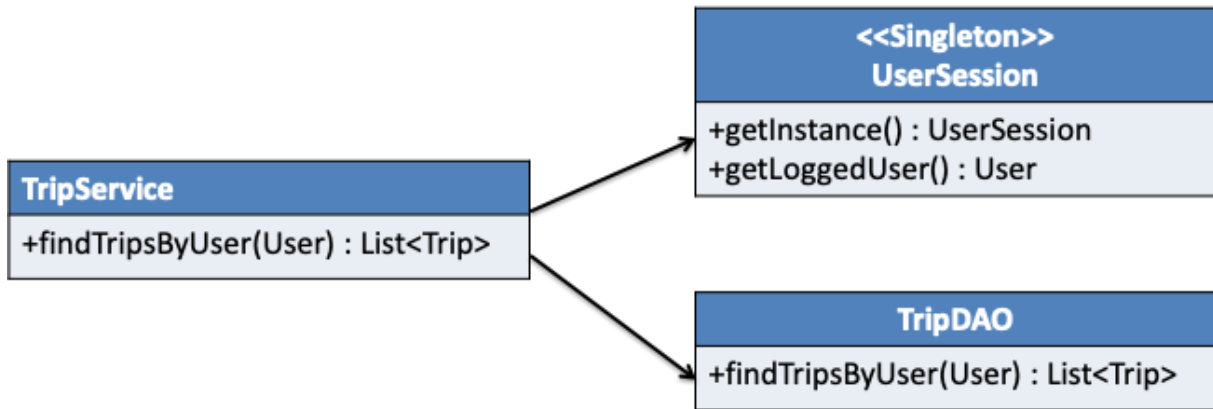 <<Singleton>>
UserSession
+getInstance() : UserSession
+getLoggedUser() : User
TripService
+findTripsByUser(User) : List<Trip>
TripDAO
+findTripsByUser(User) : List<Trip>